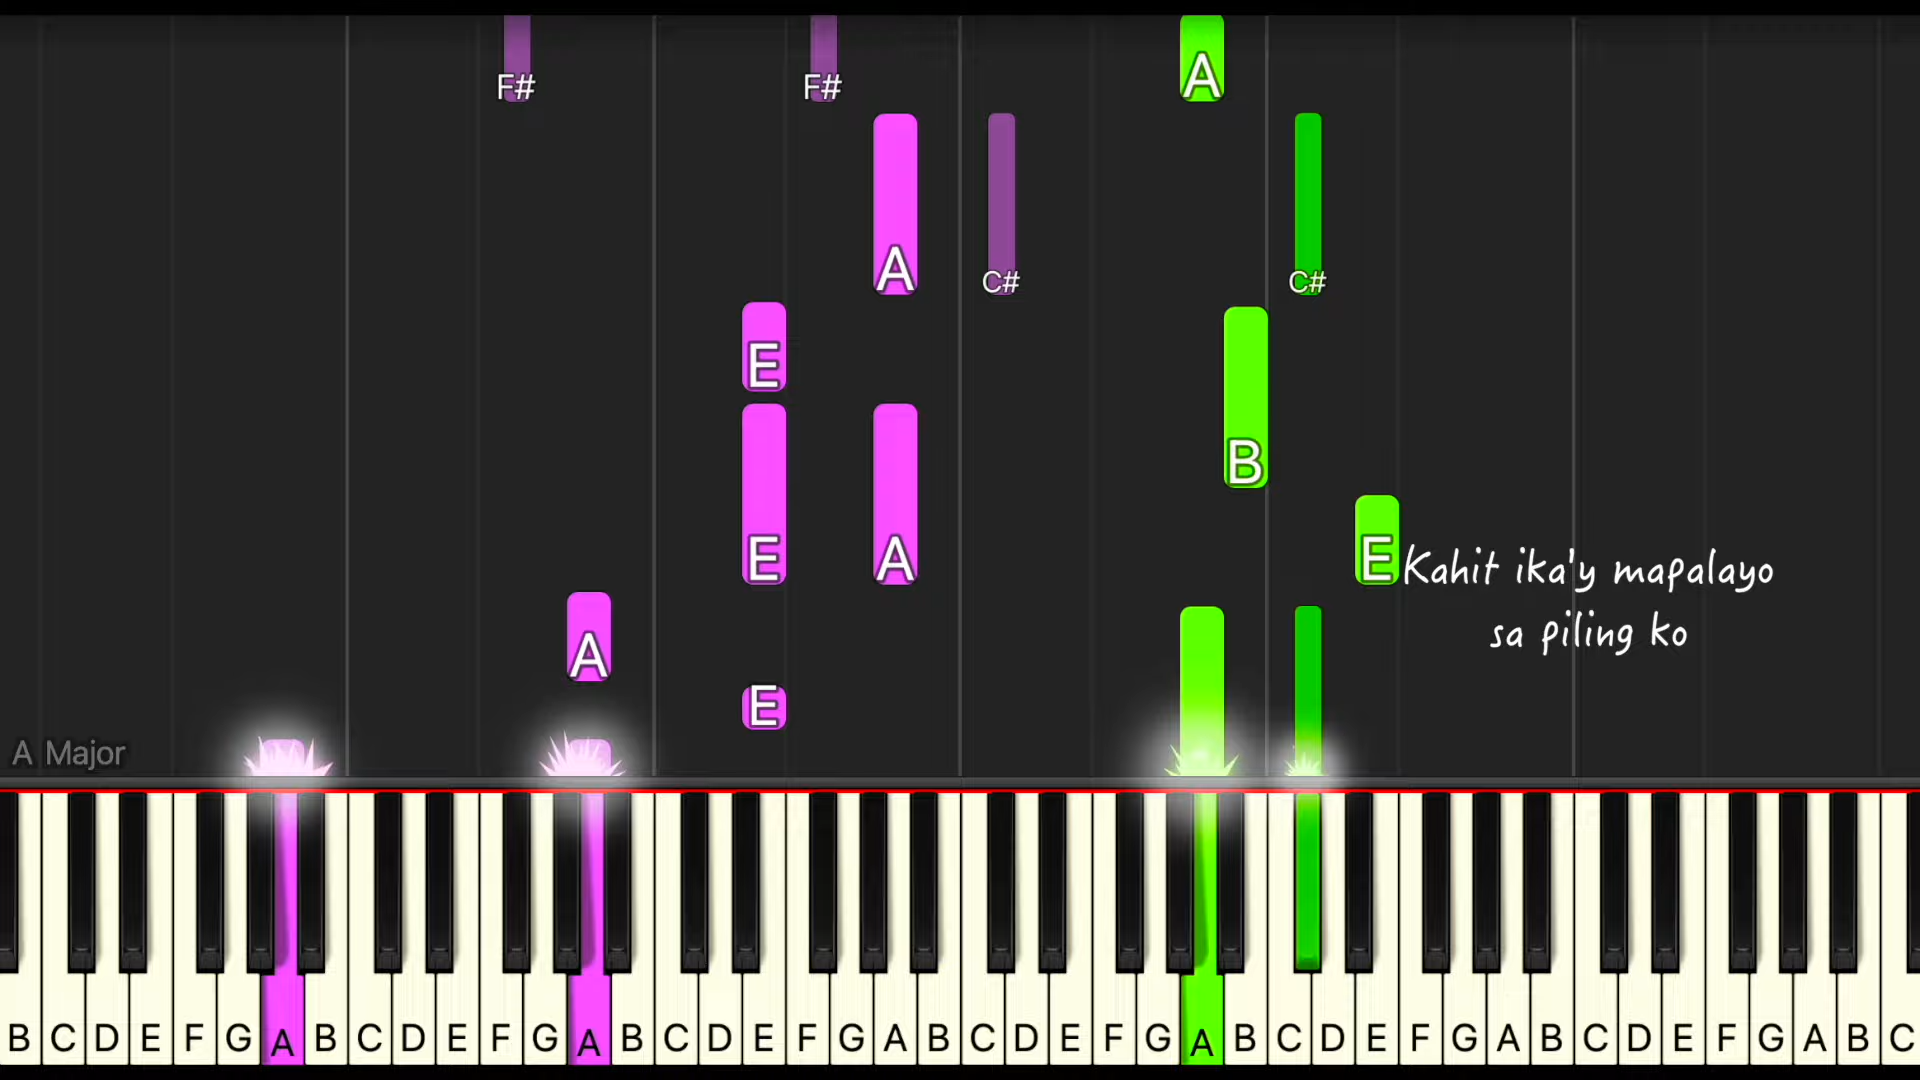 F# F# A
A C# C#
E
B
E A E
Kahit ika'y mapalayo
sa piling ko
A
E
A Major
B C D E F G A B C D E F G A B C D E F G A B C D E F G A B C D E F G A B C D E F G A B C